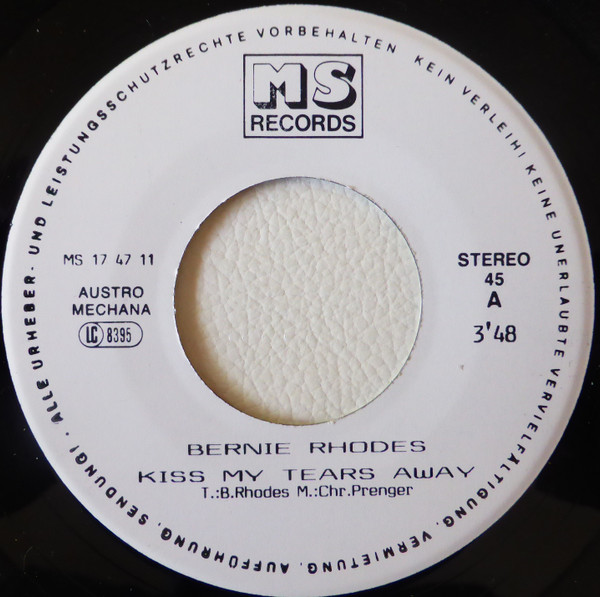 ALLE URHEBER- UND LEISTUNGSSCHUTZRECHTE VORBEHALTEN KEIN VERLEIH! KEINE UNERLAUBTE VERVIELFÄLTIGUNG, VERMIETUNG, AUFFÜHRUNG, SENDUNG!
MS
RECORDS
MS 17 47 11
AUSTRO
MECHANA
LC 8395
STEREO
45
A
3'48
BERNIE RHODES
KISS MY TEARS AWAY
T.:B.Rhodes M.:Chr.Prenger